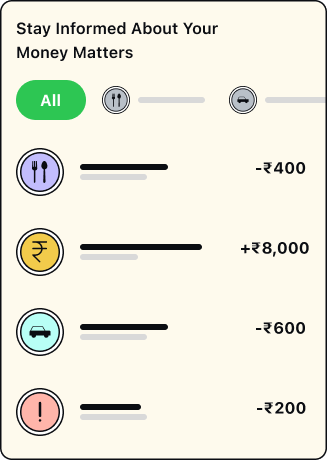 Stay Informed About Your
Money Matters
All
-₹400
₹
+₹8,000
-₹600
!
-₹200